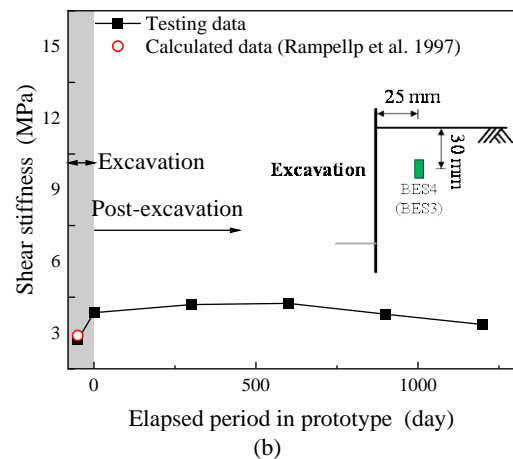 Testing data
Calculated data (Rampellp et al. 1997)
15
12
9
6
3
Shear stiffness (MPa)
Excavation
Post-excavation
25 mm
30 mm
Excavation
BES4
(BES3)
0
500
1000
Elapsed period in prototype (day)
(b)